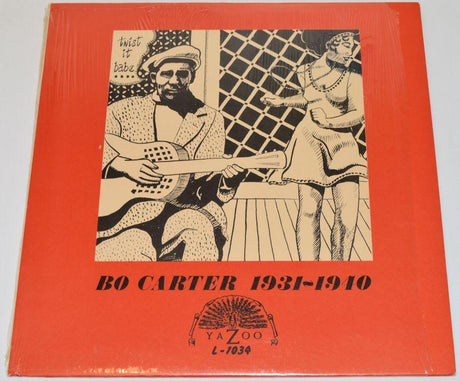 twist
it
babe
BO CARTER 1931~1940
YAZOO
L-1034